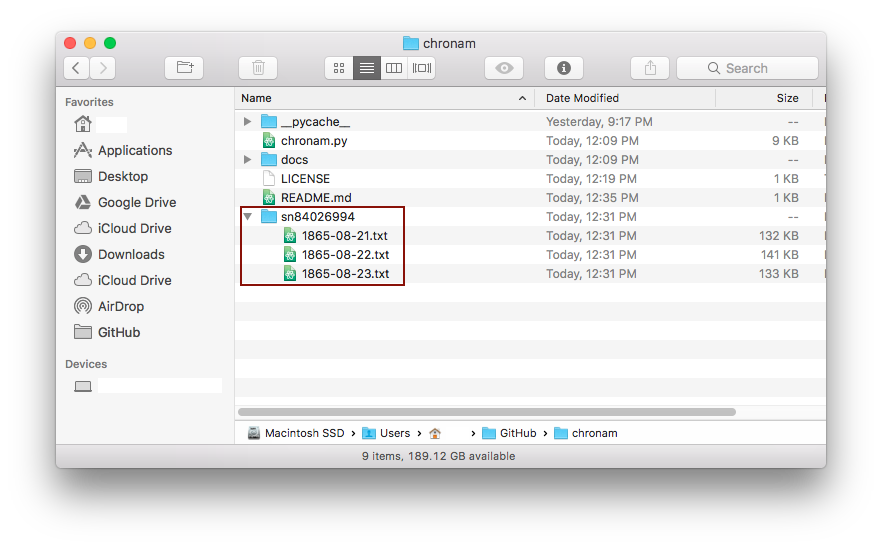 chronam
Search
Favorites
Applications
Desktop
Google Drive
iCloud Drive
Downloads
iCloud Drive
AirDrop
GitHub
Devices
Name Date Modified Size
__pycache__ Yesterday, 9:17 PM --
chronam.py Today, 12:09 PM 9 KB
docs Today, 12:09 PM --
LICENSE Today, 12:19 PM 1 KB
README.md Today, 12:35 PM 1 KB
sn84026994 Today, 12:31 PM --
1865-08-21.txt Today, 12:31 PM 132 KB
1865-08-22.txt Today, 12:31 PM 141 KB
1865-08-23.txt Today, 12:31 PM 133 KB
Macintosh SSD › Users › › GitHub › chronam
9 items, 189.12 GB available